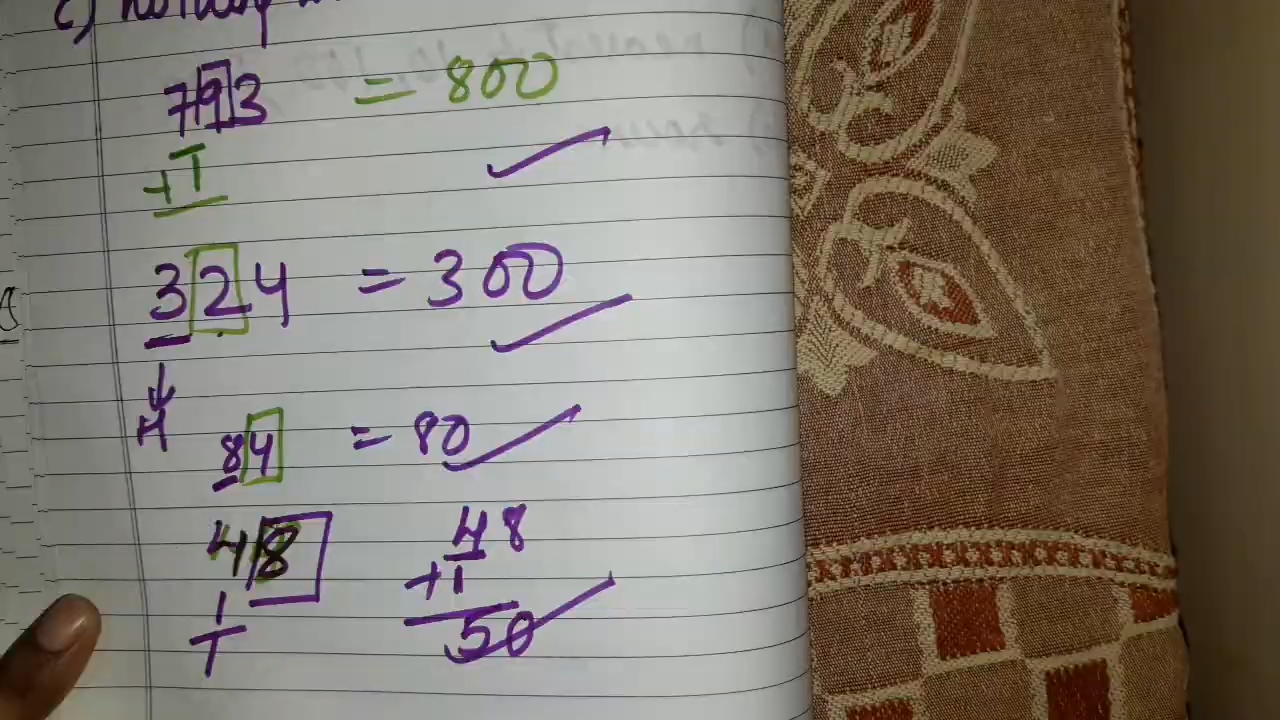 c)
793 = 800
+1
324 = 300
H
84 = 80
48 48
T +1
50